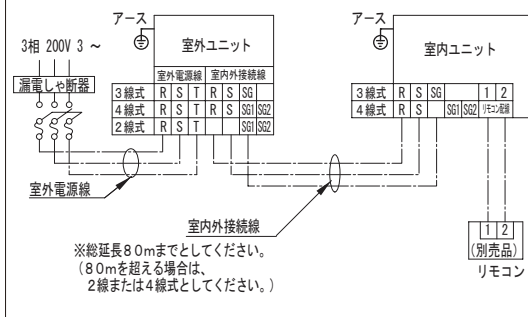 アース
3相 200V 3 ~
漏電しゃ断器
室外ユニット
室外電源線 室内外接続線
3線式 R S T R S SG
4線式 R S T R S SG1 SG2
2線式 R S T SG1 SG2
アース
室内ユニット
3線式 R S SG 1 2
4線式 R S SG1 SG2 リモコン配線
室外電源線
室内外接続線
※総延長80mまでとしてください。
(80mを超える場合は、
2線または4線式としてください。)
1 2
(別売品)
リモコン